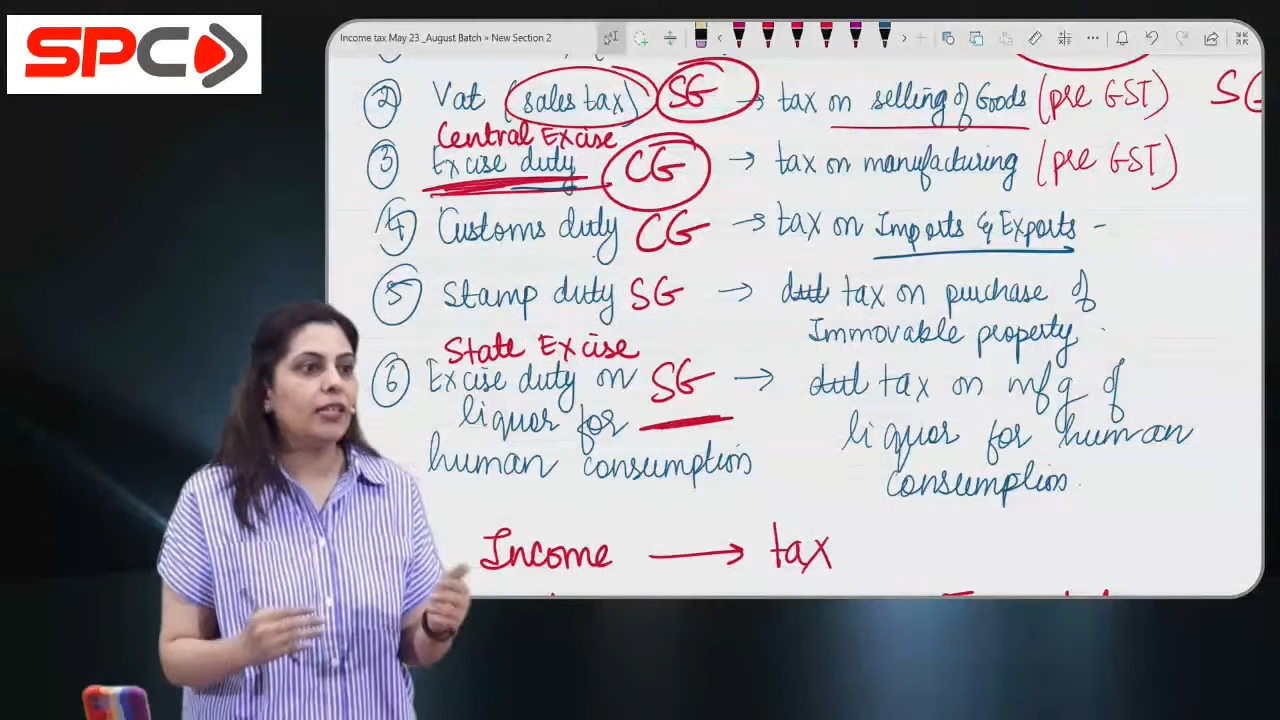 SPC
Income tax May 23 _August Batch » New Section 2
② Vat (sales tax) SG → tax on selling of Goods (pre GST) SG
Central Excise
③ Excise duty CG → tax on manufacturing (pre GST)
④ Customs duty CG → tax on Imports & Exports -
⑤ Stamp duty SG → tax on purchase of
Immovable property.
State Excise
⑥ Excise duty on SG → tax on mfg of
liquor for liquor for human
human consumption consumption.
Income → tax